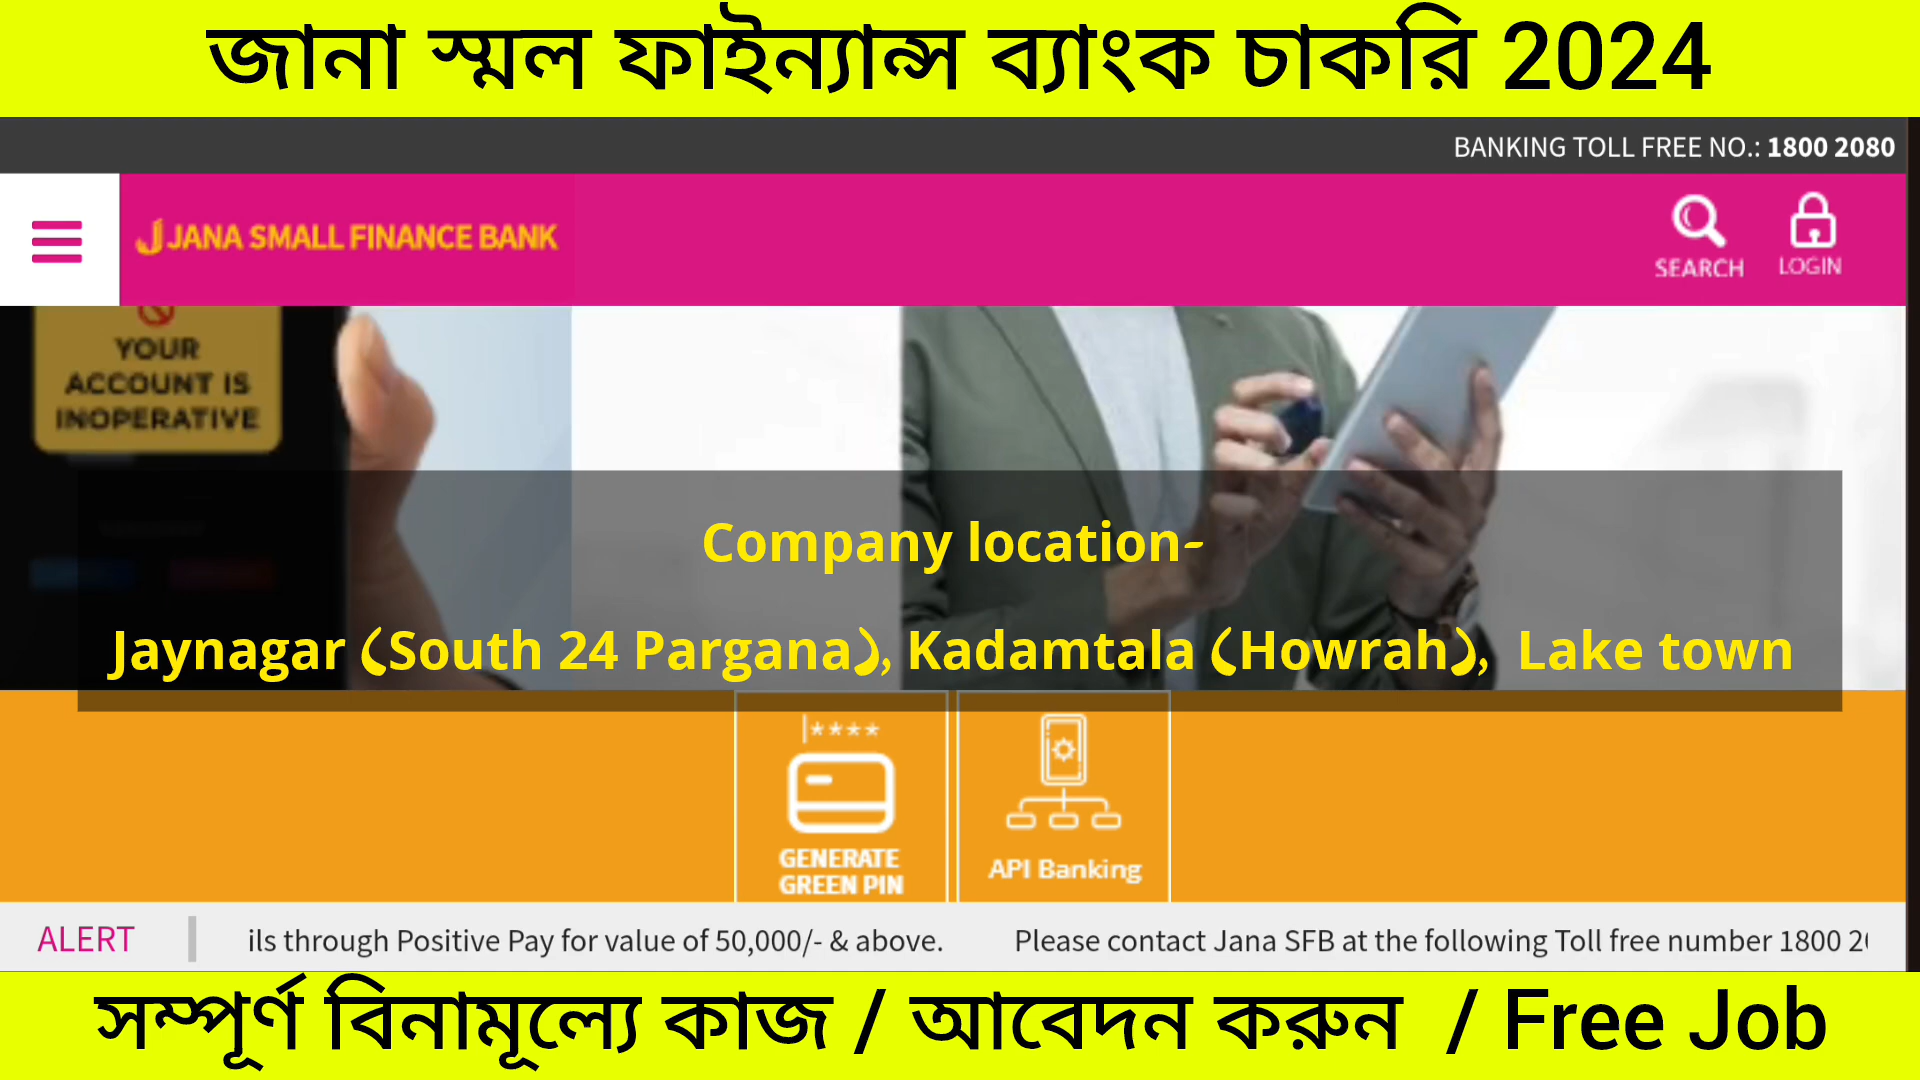 জানা স্মল ফাইন্যান্স ব্যাংক চাকরি 2024
BANKING TOLL FREE NO.: 1800 2080
JANA SMALL FINANCE BANK
SEARCH
LOGIN
YOUR
ACCOUNT IS
INOPERATIVE
Company location-
Jaynagar (South 24 Pargana), Kadamtala (Howrah), Lake town
|****
GENERATE
GREEN PIN
API Banking
ALERT
ils through Positive Pay for value of 50,000/- & above. Please contact Jana SFB at the following Toll free number 1800 20
সম্পূর্ণ বিনামূল্যে কাজ / আবেদন করুন / Free Job